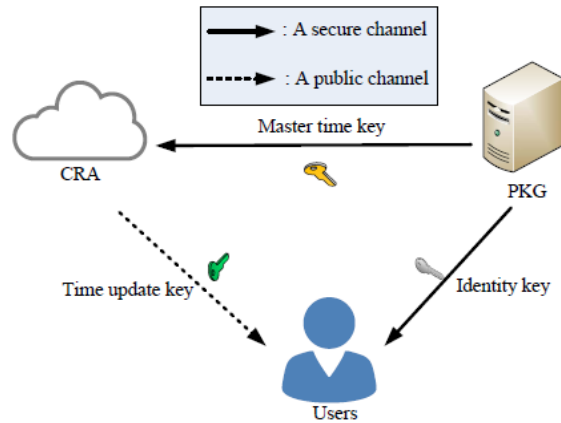 : A secure channel
: A public channel
Master time key
CRA
PKG
Time update key
Identity key
Users